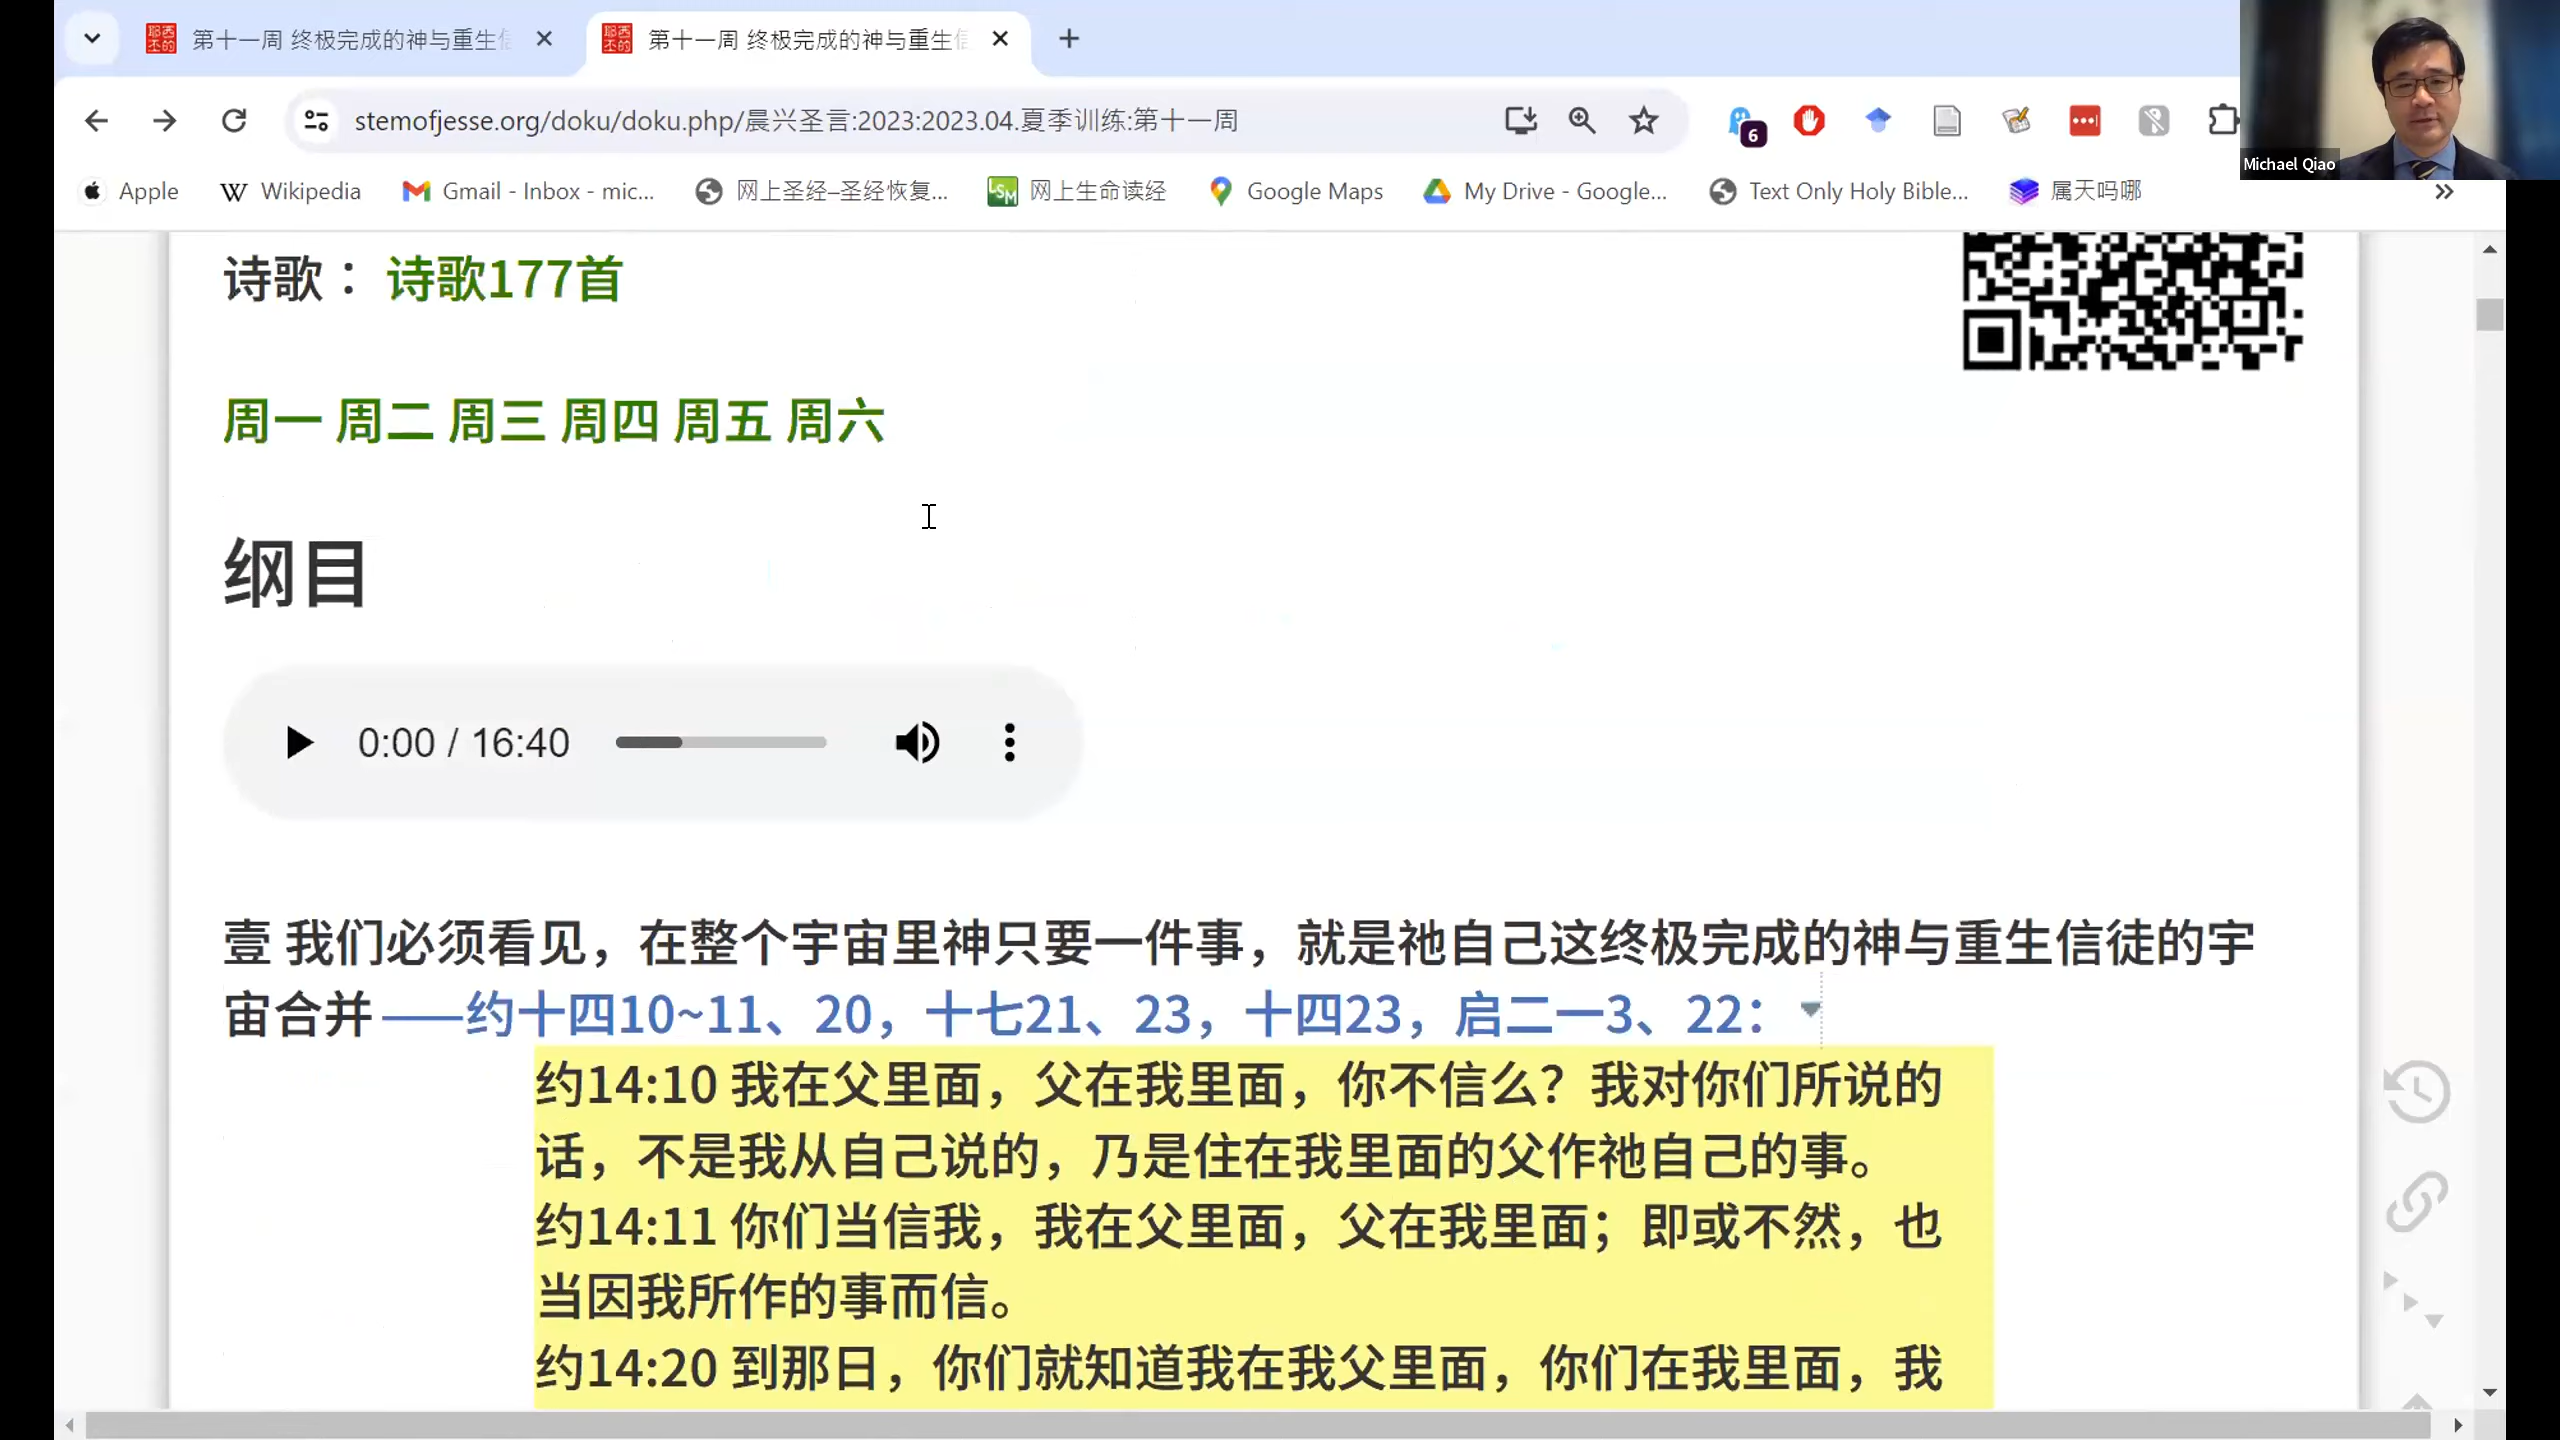 第十一周 终极完成的神与重生信
第十一周 终极完成的神与重生信
stemofjesse.org/doku/doku.php/晨兴圣言:2023:2023.04.夏季训练:第十一周
6
Michael Qiao
Apple
Wikipedia
Gmail - Inbox - mic...
网上圣经–圣经恢复...
LSM
网上生命读经
Google Maps
My Drive - Google...
Text Only Holy Bible...
属天吗哪
诗歌： 诗歌177首
周一 周二 周三 周四 周五 周六
纲目
0:00 / 16:40
壹 我们必须看见，在整个宇宙里神只要一件事，就是祂自己这终极完成的神与重生信徒的宇
宙合并 ——约十四10~11、20，十七21、23，十四23，启二一3、22：
约14:10 我在父里面，父在我里面，你不信么？我对你们所说的
话，不是我从自己说的，乃是住在我里面的父作祂自己的事。
约14:11 你们当信我，我在父里面，父在我里面；即或不然，也
当因我所作的事而信。
约14:20 到那日，你们就知道我在我父里面，你们在我里面，我